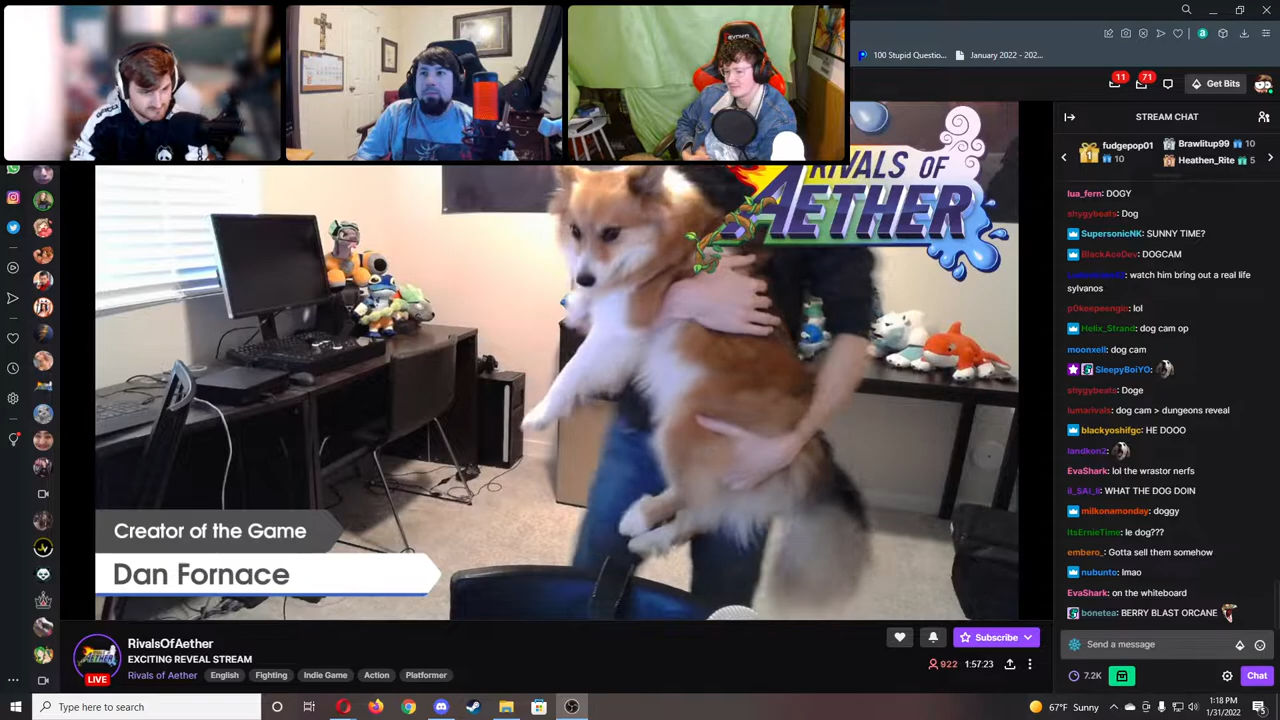 100 Stupid Questio...
January 2022 - 202...
11
71
Get Bits
STREAM CHAT
1
fudgepop01
10
Brawlitup99 10
Heathen_Rite 5
lua_fern: DOGY
shygybeats: Dog
SupersonicNK: SUNNY TIME?
BlackAceDev: DOGCAM
watch him bring out a real life
sylvanos
p0keepeengin: lol
Helix_Strand: dog cam op
moonxell: dog cam
SleepyBoiYO:
shygybeats: Doge
lumarivals: dog cam > dungeons reveal
blackyoshifgc: HE DOOO
landkon2:
EvaShark: lol the wrastor nerfs
WHAT THE DOG DOIN
milkonamonday: doggy
ItsErnieTime: le dog???
embero_: Gotta sell them somehow
nubunto: lmao
EvaShark: on the whiteboard
bonetea: BERRY BLAST ORCANE
Send a message
7.2K
Chat
RIVALS OF
AETHER
Creator of the Game
Dan Fornace
RivalsOfAether
EXCITING REVEAL STREAM
Rivals of Aether English Fighting Indie Game Action Platformer
LIVE
Subscribe
922 1:57:23
Type here to search
67°F Sunny
1:18 PM
1/31/2022